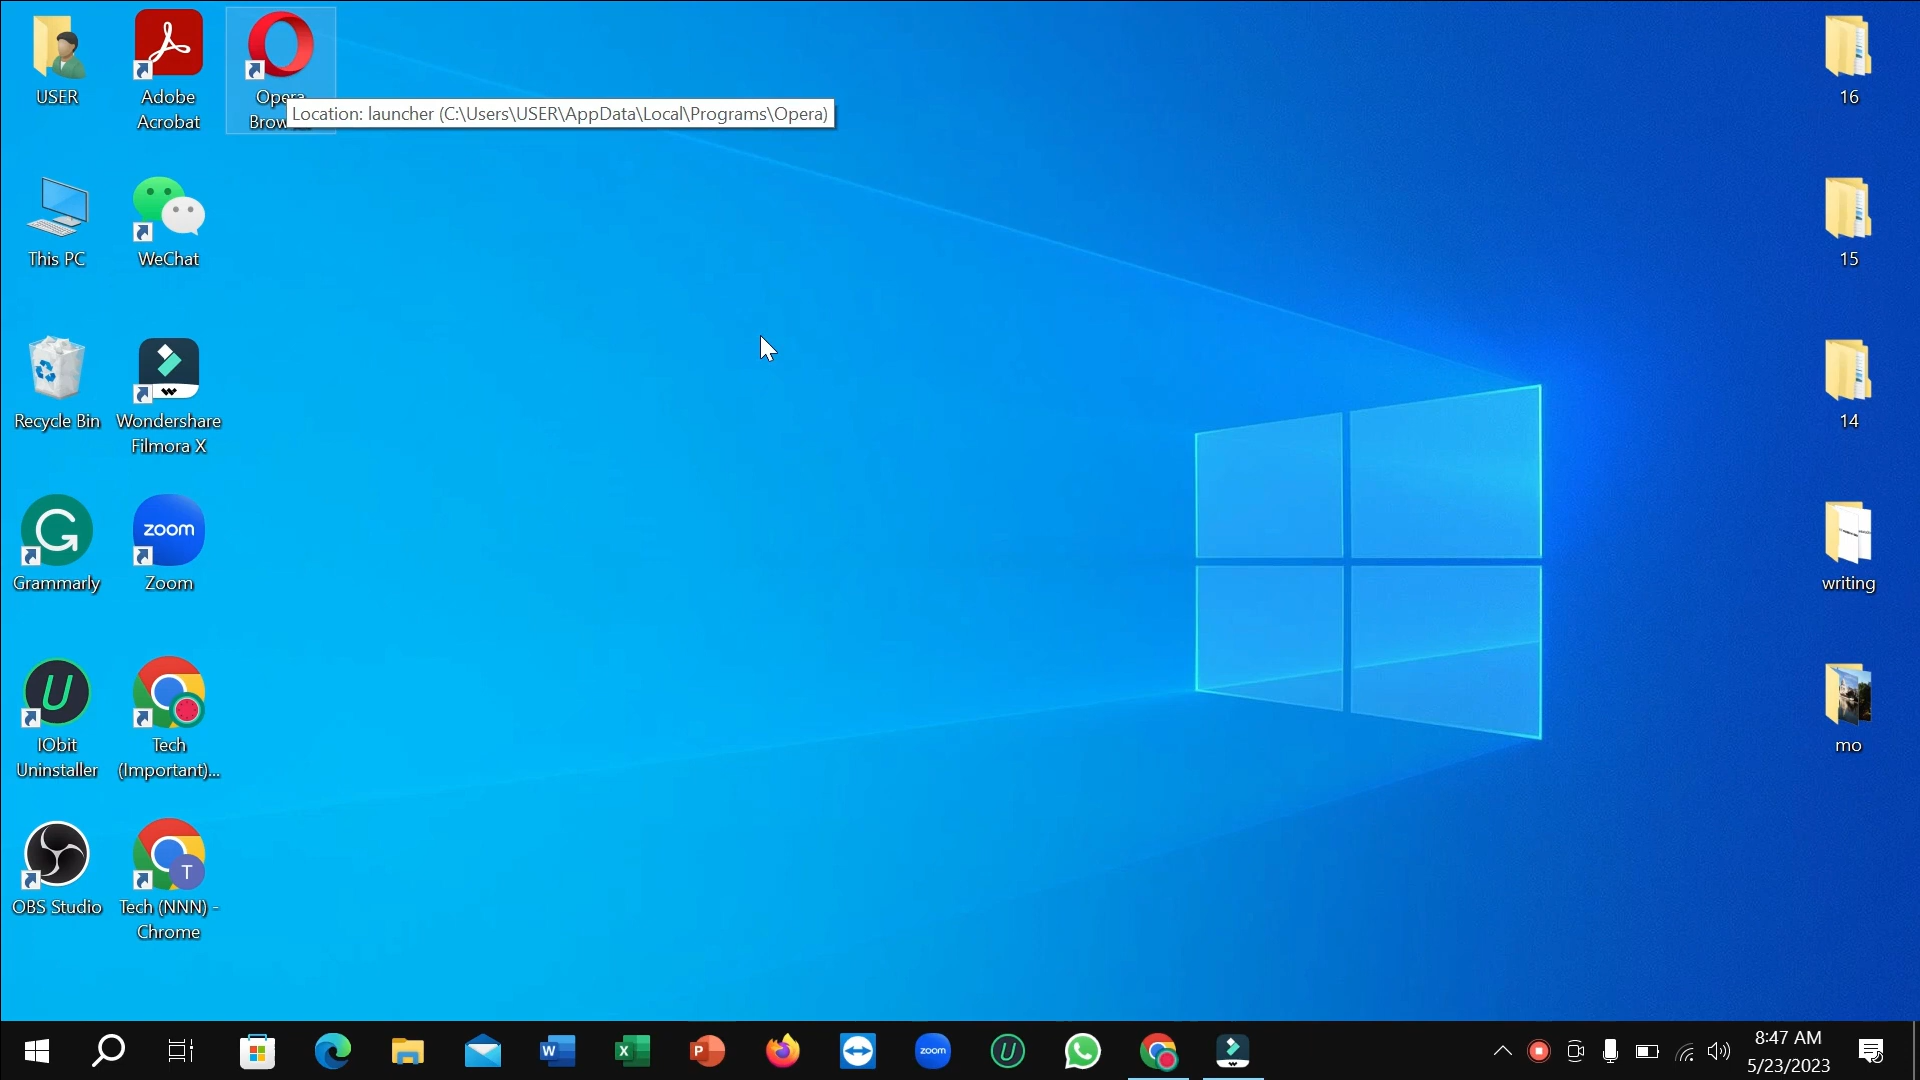 USER
Adobe
Acrobat
Opera
Brow
Location: launcher (C:\Users\USER\AppData\Local\Programs\Opera)
16
This PC
WeChat
15
Recycle Bin
Wondershare
Filmora X
14
Grammarly
zoom
Zoom
writing
IObit
Uninstaller
Tech
(Important)...
mo
OBS Studio
T
Tech (NNN) -
Chrome
zoom
8:47 AM
5/23/2023